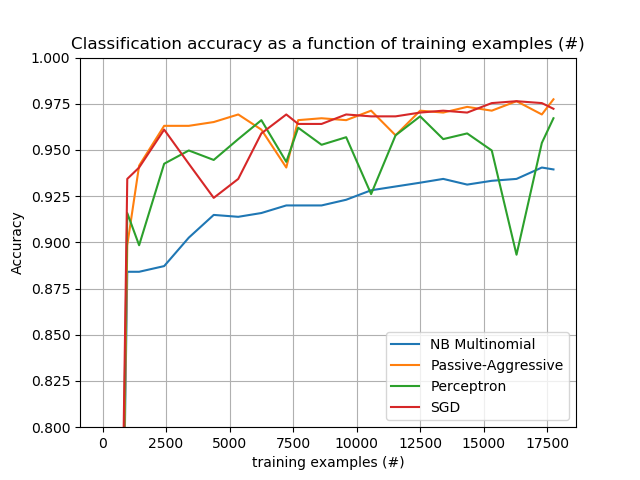 Classification accuracy as a function of training examples (#)
1.000
0.975
0.950
0.925
0.900
0.875
0.850
0.825
0.800
Accuracy
NB Multinomial
Passive-Aggressive
Perceptron
SGD
0 2500 5000 7500 10000 12500 15000 17500
training examples (#)